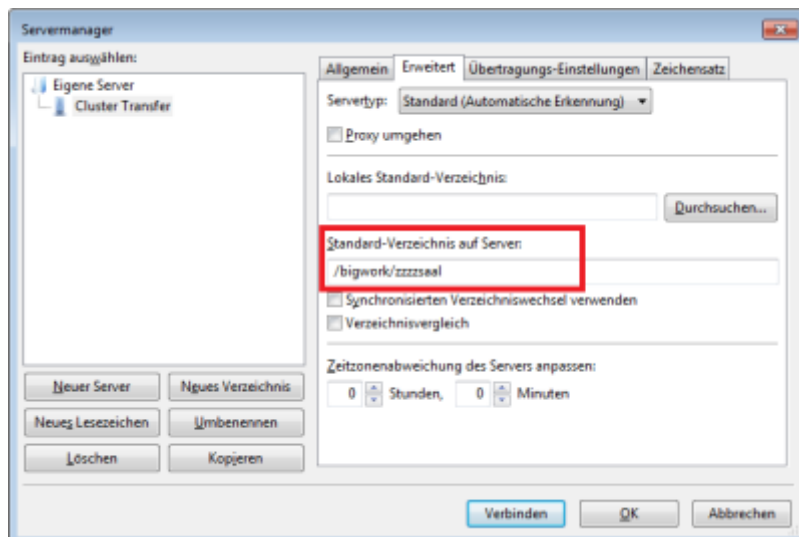 Servermanager
Eintrag auswählen:
Eigene Server
Cluster Transfer
Neuer Server
Neues Verzeichnis
Neues Lesezeichen
Umbenennen
Löschen
Kopieren
Allgemein
Erweitert
Übertragungs-Einstellungen
Zeichensatz
Servertyp:
Standard (Automatische Erkennung)
Proxy umgehen
Lokales Standard-Verzeichnis:
Durchsuchen...
Standard-Verzeichnis auf Server:
/bigwork/zzzzsaal
Synchronisierten Verzeichniswechsel verwenden
Verzeichnisvergleich
Zeitzonenabweichung des Servers anpassen:
0 Stunden, 0 Minuten
Verbinden
OK
Abbrechen